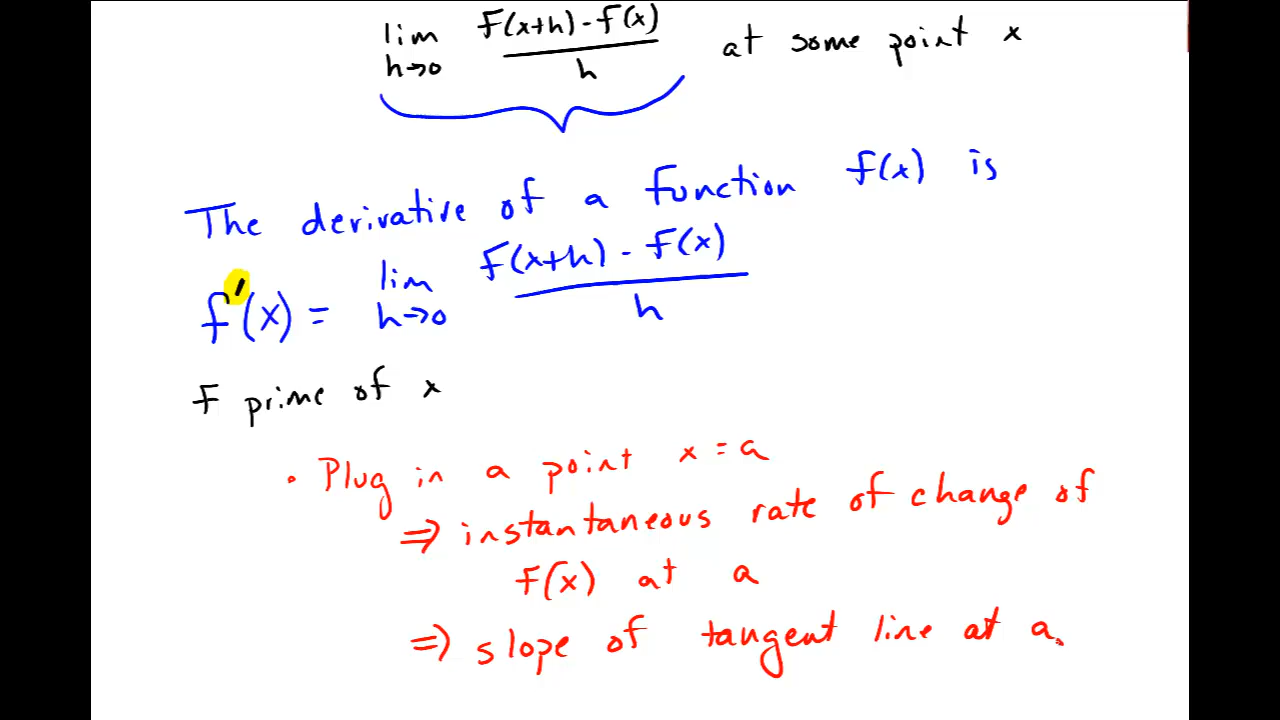 lim h→0 f(x+h) - f(x) / h at some point x
The derivative of a function f(x) is
f'(x) = lim h→0 f(x+h) - f(x) / h
f prime of x
• Plug in a point x = a
⇒ instantaneous rate of change of
f(x) at a
⇒ slope of tangent line at a.